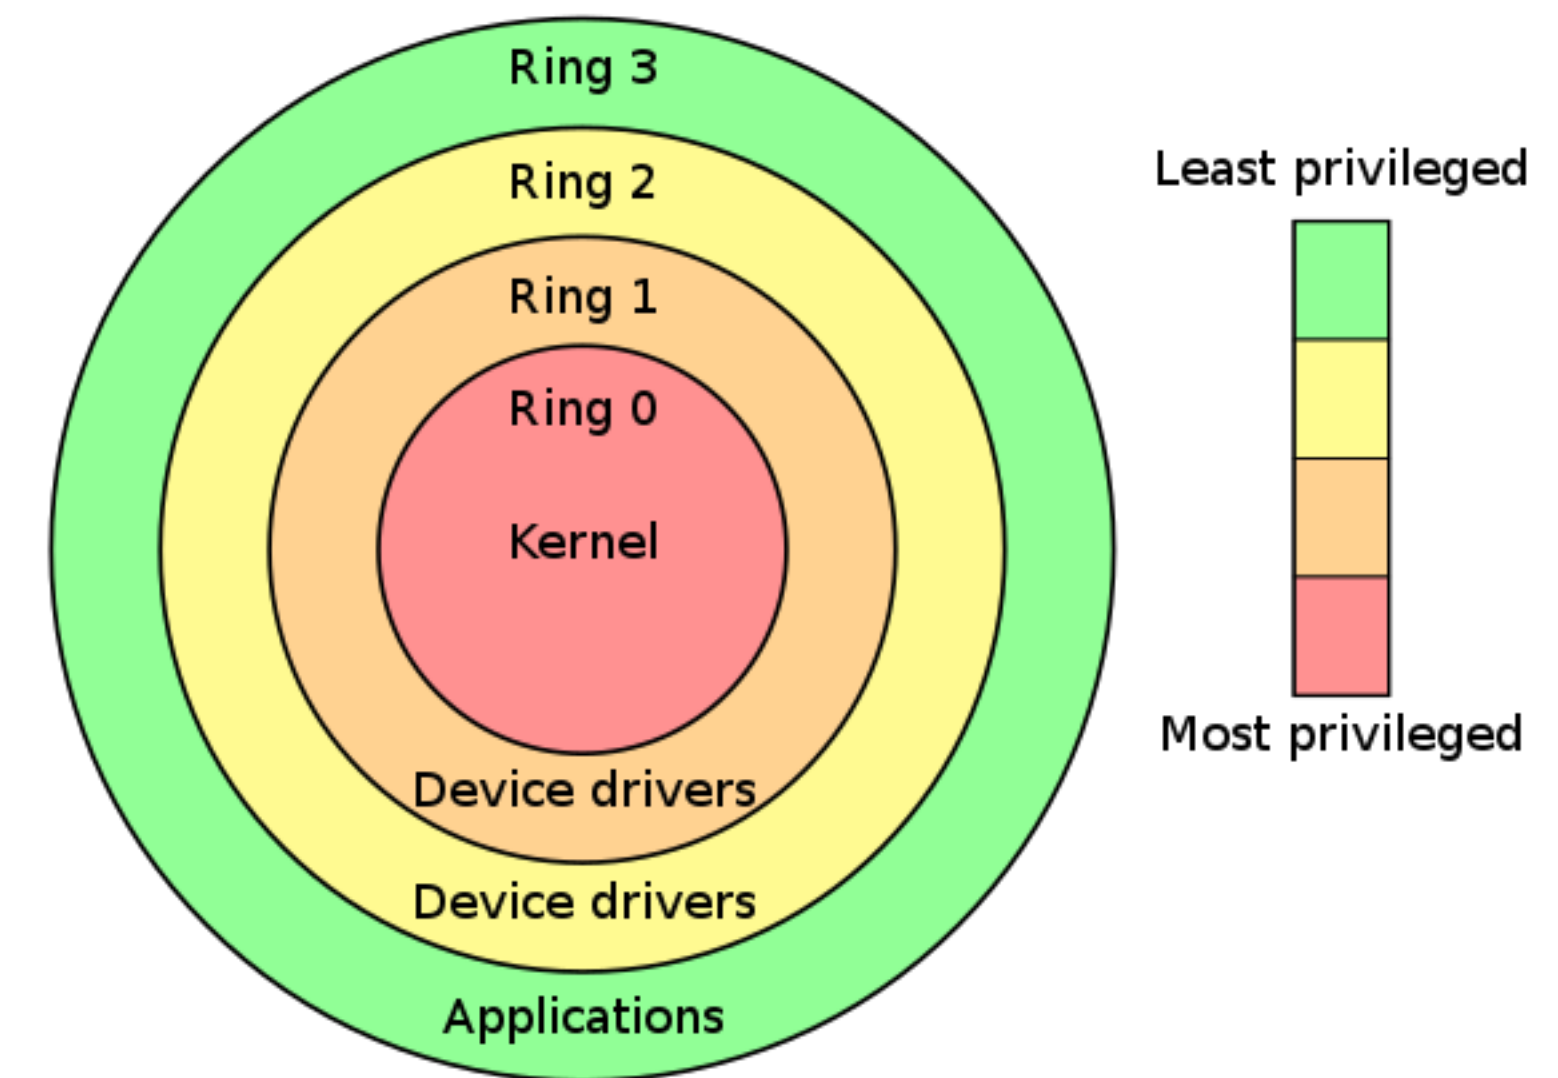 Ring 3
Ring 2
Ring 1
Ring 0
Kernel
Device drivers
Device drivers
Applications
Least privileged
Most privileged